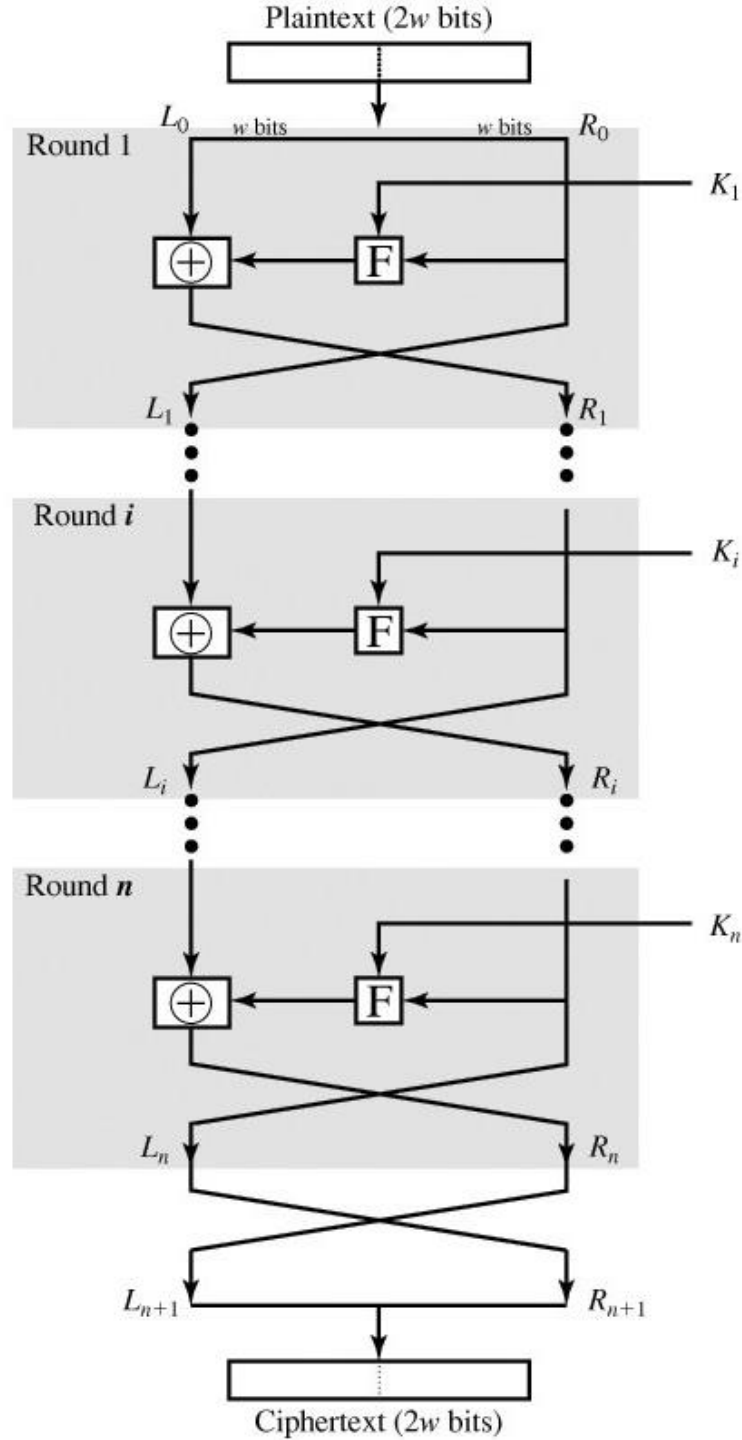 Plaintext (2w bits)
L₀ w bits w bits R₀
Round 1
K₁
⊕ F
L₁ R₁
Round i
Kᵢ
⊕ F
Lᵢ Rᵢ
Round n
Kₙ
⊕ F
Lₙ Rₙ
Lₙ₊₁ Rₙ₊₁
Ciphertext (2w bits)